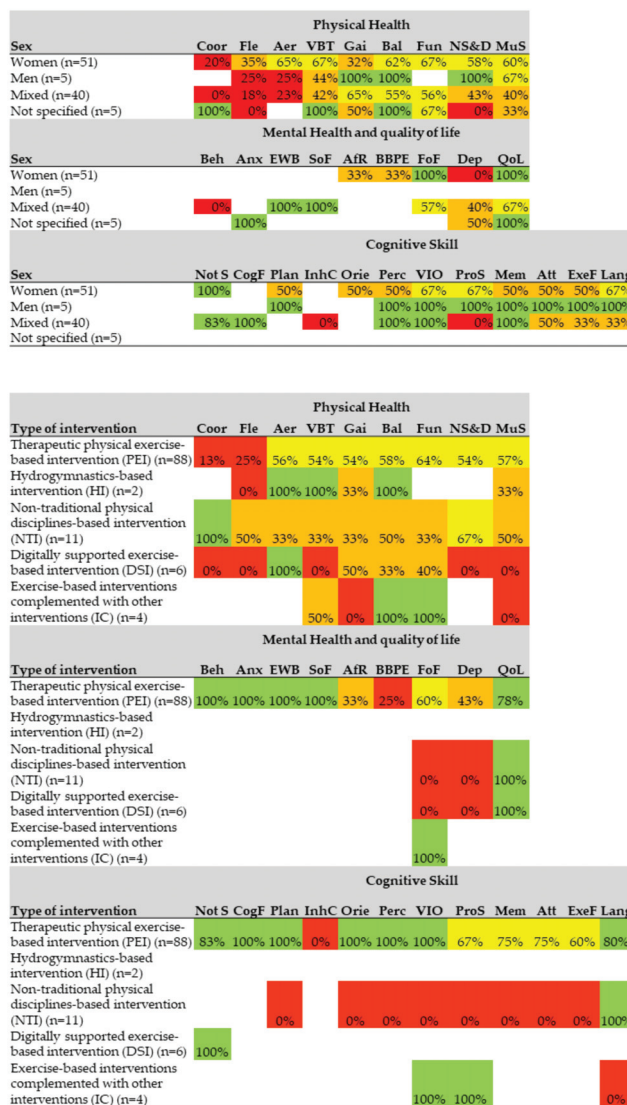 Physical Health
Sex Coor Fle Aer VBT Gai Bal Fun NS&D MuS
Women (n=51) 20% 35% 65% 67% 32% 62% 67% 58% 60%
Men (n=5) 25% 25% 44% 100% 100% 100% 67%
Mixed (n=40) 0% 18% 23% 42% 65% 55% 56% 43% 40%
Not specified (n=5) 100% 0% 100% 50% 100% 67% 0% 33%
Mental Health and quality of life
Sex Beh Anx EWB SoF AfR BBPE FoF Dep QoL
Women (n=51) 33% 33% 100% 0% 100%
Men (n=5)
Mixed (n=40) 0% 100% 100% 57% 40% 67%
Not specified (n=5) 100% 50% 100%
Cognitive Skill
Sex Not S CogF Plan InhC Orie Perc VIO ProS Mem Att ExeF Lang
Women (n=51) 100% 50% 50% 50% 67% 67% 50% 50% 50% 67%
Men (n=5) 100% 100% 100% 100% 100% 100% 100% 100%
Mixed (n=40) 83% 100% 0% 100% 100% 0% 100% 50% 33% 33%
Not specified (n=5)
Physical Health
Type of intervention Coor Fle Aer VBT Gai Bal Fun NS&D MuS
Therapeutic physical exercise-
based intervention (PEI) (n=88) 13% 25% 56% 54% 54% 58% 64% 54% 57%
Hydrogymnastics-based
intervention (HI) (n=2) 0% 100% 100% 33% 100% 33%
Non-traditional physical
disciplines-based intervention
(NTI) (n=11) 100% 50% 33% 33% 33% 50% 33% 67% 50%
Digitally supported exercise-
based intervention (DSI) (n=6) 0% 0% 100% 0% 50% 33% 40% 0% 0%
Exercise-based interventions
complemented with other
interventions (IC) (n=4) 50% 0% 100% 100% 0%
Mental Health and quality of life
Type of intervention Beh Anx EWB SoF AfR BBPE FoF Dep QoL
Therapeutic physical exercise-
based intervention (PEI) (n=88) 100% 100% 100% 100% 33% 25% 60% 43% 78%
Hydrogymnastics-based
intervention (HI) (n=2)
Non-traditional physical
disciplines-based intervention
(NTI) (n=11) 0% 0% 100%
Digitally supported exercise-
based intervention (DSI) (n=6) 0% 0% 100%
Exercise-based interventions
complemented with other
interventions (IC) (n=4) 100%
Cognitive Skill
Type of intervention Not S CogF Plan InhC Orie Perc VIO ProS Mem Att ExeF Lang
Therapeutic physical exercise-
based intervention (PEI) (n=88) 83% 100% 100% 0% 100% 100% 100% 67% 75% 75% 60% 80%
Hydrogymnastics-based
intervention (HI) (n=2)
Non-traditional physical
disciplines-based intervention
(NTI) (n=11) 0% 0% 0% 0% 0% 0% 0% 0% 100%
Digitally supported exercise-
based intervention (DSI) (n=6) 100%
Exercise-based interventions
complemented with other
interventions (IC) (n=4) 100% 100% 0%